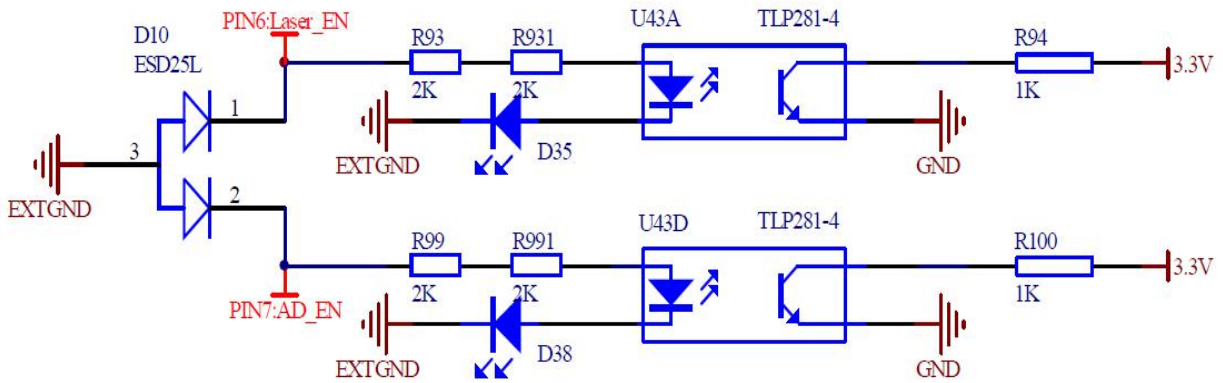 PIN6:Laser_EN
U43A
TLP281-4
D10
ESD25L
R93
R931
R94
3.3V
1
2K
2K
1K
3
D35
EXTGND
GND
EXTGND
2
U43D
TLP281-4
R99
R991
R100
3.3V
PIN7:AD_EN
2K
2K
1K
D38
EXTGND
GND